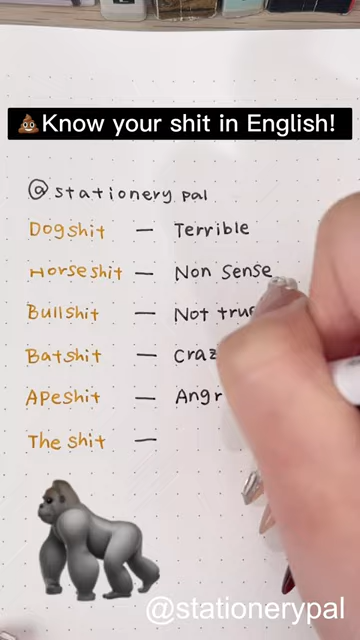 💩Know your shit in English!
@stationery pal
Dogshit — Terrible
Horseshit — Non Sense
Bullshit — Not
Batshit —
Apeshit —
The shit —
@stationerypal